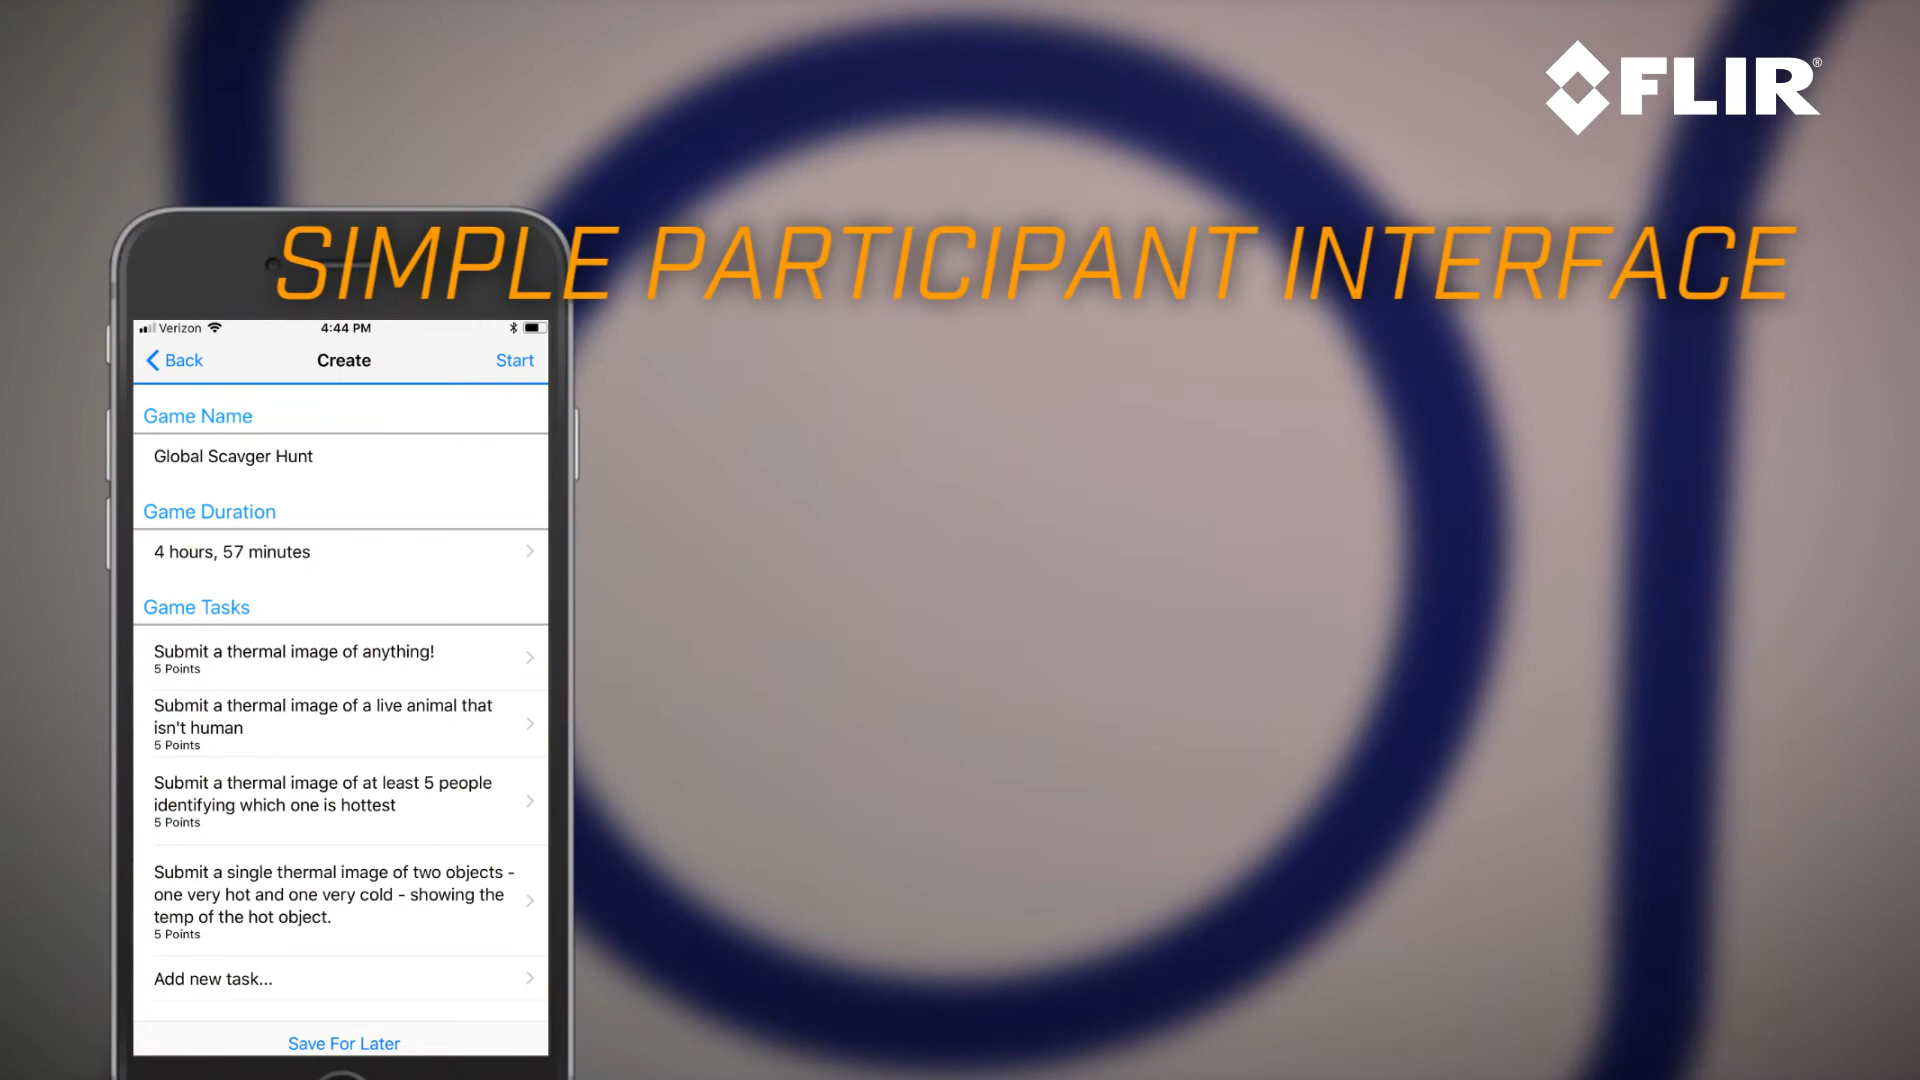 FLIR®
SIMPLE PARTICIPANT INTERFACE
Verizon
4:44 PM
Back
Create
Start
Game Name
Global Scavger Hunt
Game Duration
4 hours, 57 minutes
Game Tasks
Submit a thermal image of anything!
5 Points
Submit a thermal image of a live animal that
isn't human
5 Points
Submit a thermal image of at least 5 people
identifying which one is hottest
5 Points
Submit a single thermal image of two objects -
one very hot and one very cold - showing the
temp of the hot object.
5 Points
Add new task...
Save For Later